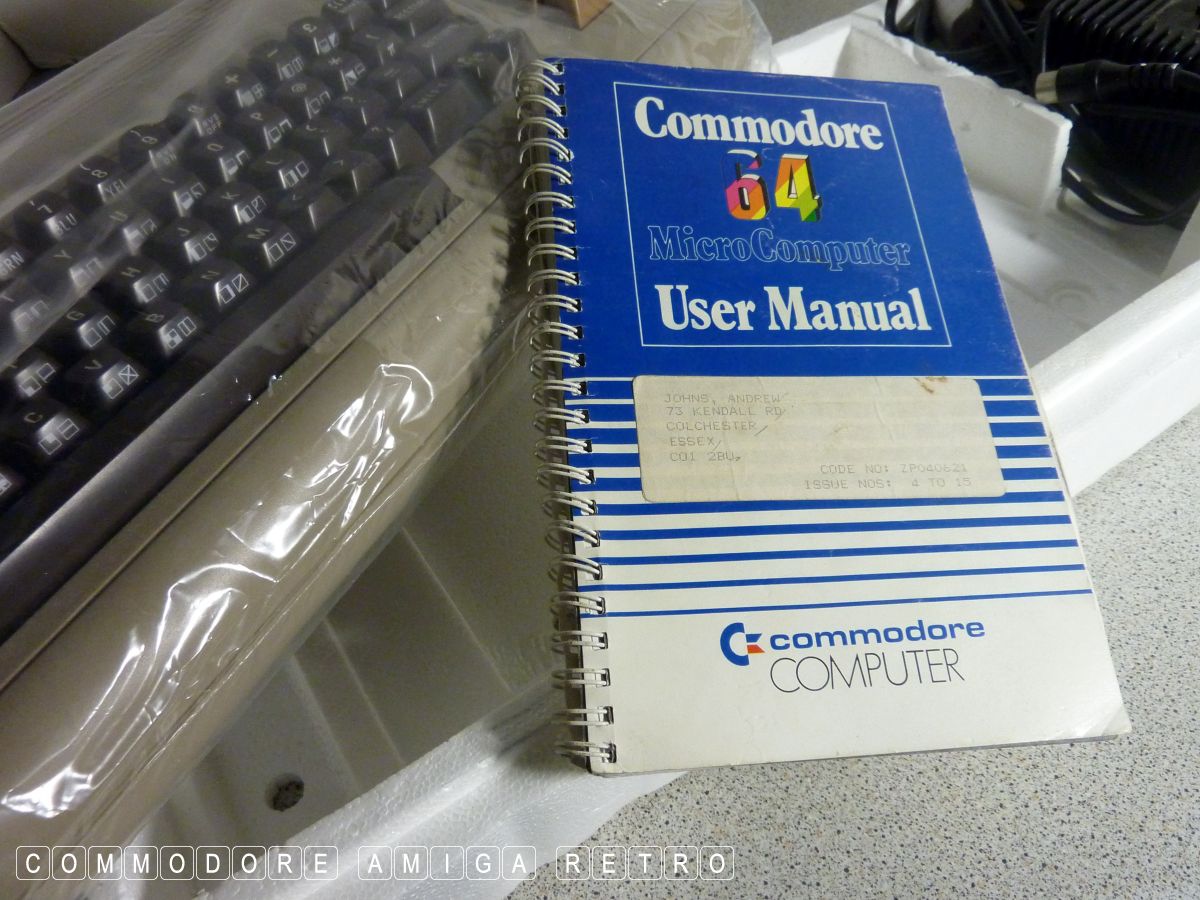 Commodore
64
MicroComputer
User Manual
JOHNS, ANDREW
73 KENDALL RD
COLCHESTER,
ESSEX,
CO1 2BU.
CODE NO: ZP040621
ISSUE NOS: 4 TO 15
commodore
COMPUTER
COMMODORE AMIGA RETRO